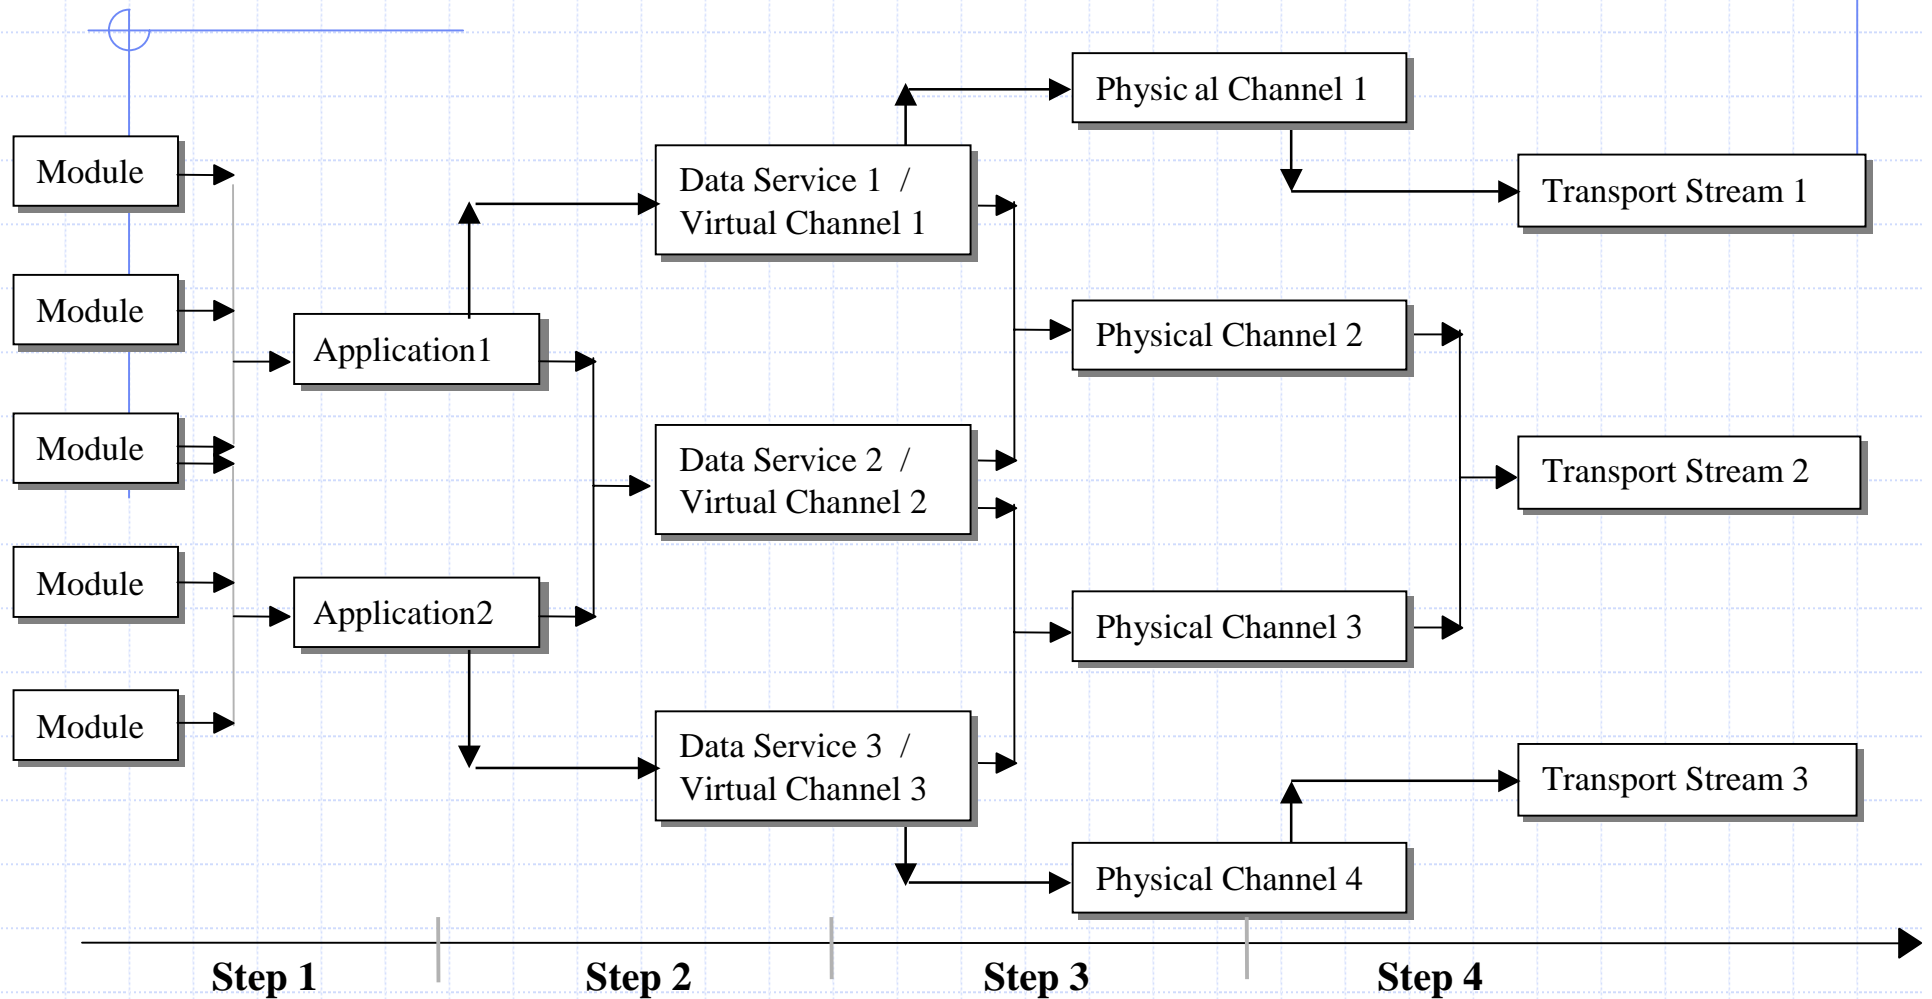 Physical Channel 1
Module
Data Service 1 /
Virtual Channel 1
Transport Stream 1
Module
Application1
Physical Channel 2
Module
Data Service 2 /
Virtual Channel 2
Transport Stream 2
Module
Application2
Physical Channel 3
Module
Data Service 3 /
Virtual Channel 3
Transport Stream 3
Physical Channel 4
Step 1
Step 2
Step 3
Step 4